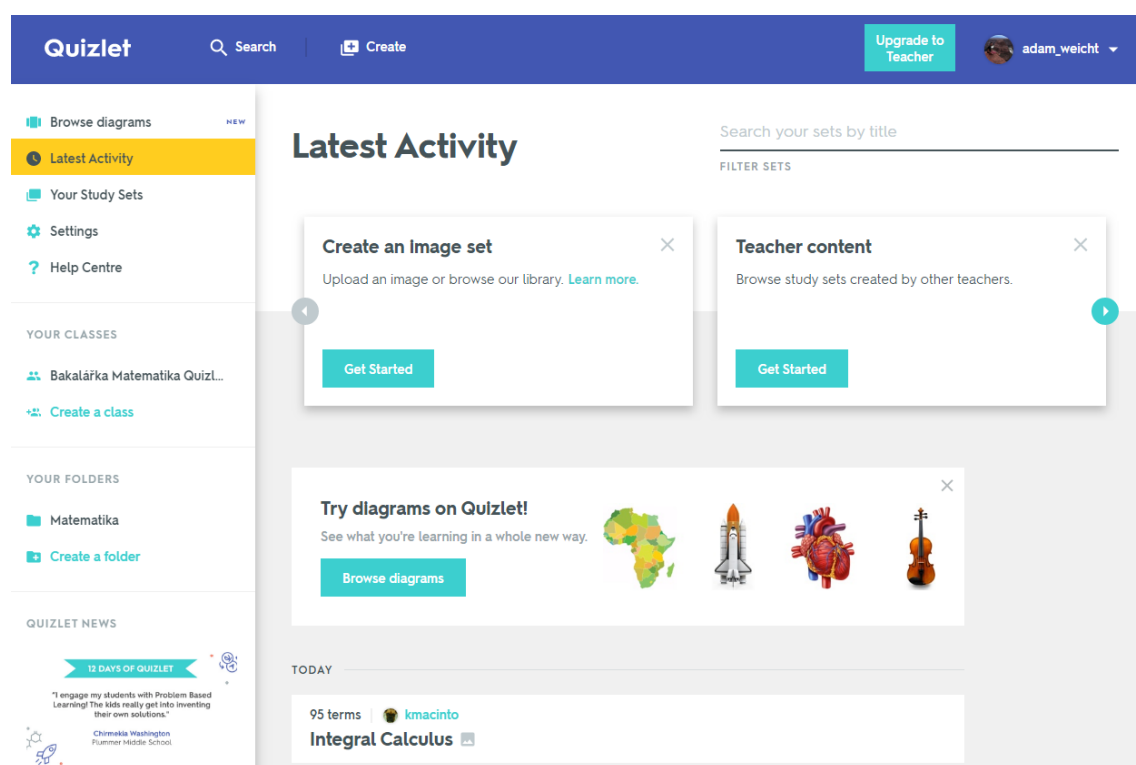 Quizlet
Search
Create
Upgrade to
Teacher
adam_weicht
Browse diagrams NEW
Latest Activity
Your Study Sets
Settings
Help Centre
YOUR CLASSES
Bakalářka Matematika Quizl...
Create a class
YOUR FOLDERS
Matematika
Create a folder
QUIZLET NEWS
12 DAYS OF QUIZLET
"I engage my students with Problem Based
Learning! The kids really get into inventing
their own solutions."
Chirmekia Washington
Plummer Middle School
Latest Activity
Search your sets by title
FILTER SETS
Create an image set
Upload an image or browse our library. Learn more.
Get Started
Teacher content
Browse study sets created by other teachers.
Get Started
Try diagrams on Quizlet!
See what you're learning in a whole new way.
Browse diagrams
TODAY
95 terms kmacinto
Integral Calculus